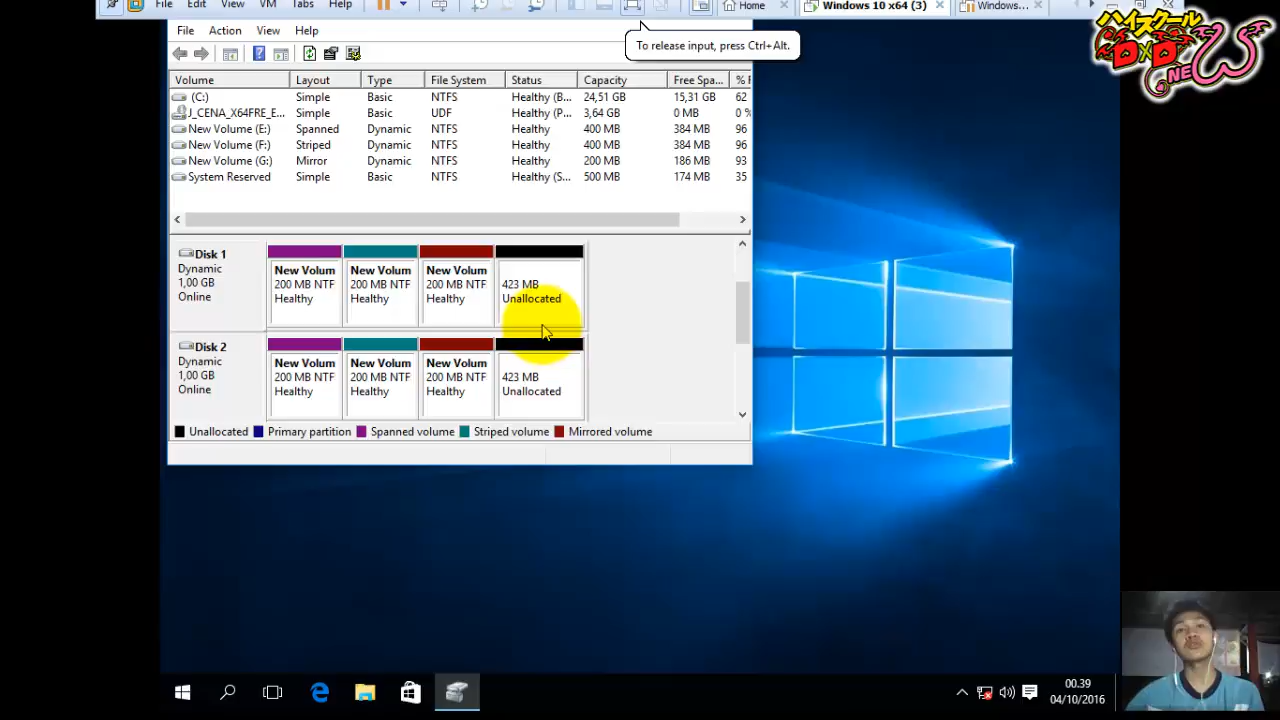 File Edit View VM Tabs Help Home Windows 10 x64 (3) Windows...
To release input, press Ctrl+Alt.
ハイスクール
D×D
NEW
File Action View Help
Volume Layout Type File System Status Capacity Free Spa... %
(C:) Simple Basic NTFS Healthy (B... 24,51 GB 15,31 GB 62
J_CENA_X64FRE_E... Simple Basic UDF Healthy (P... 3,64 GB 0 MB 0 %
New Volume (E:) Spanned Dynamic NTFS Healthy 400 MB 384 MB 96
New Volume (F:) Striped Dynamic NTFS Healthy 400 MB 384 MB 96
New Volume (G:) Mirror Dynamic NTFS Healthy 200 MB 186 MB 93
System Reserved Simple Basic NTFS Healthy (S... 500 MB 174 MB 35
Disk 1
Dynamic
1,00 GB
Online
New Volum New Volum New Volum
200 MB NTF 200 MB NTF 200 MB NTF 423 MB
Healthy Healthy Healthy Unallocated
Disk 2
Dynamic
1,00 GB
Online
New Volum New Volum New Volum
200 MB NTF 200 MB NTF 200 MB NTF 423 MB
Healthy Healthy Healthy Unallocated
Unallocated Primary partition Spanned volume Striped volume Mirrored volume
00.39
04/10/2016